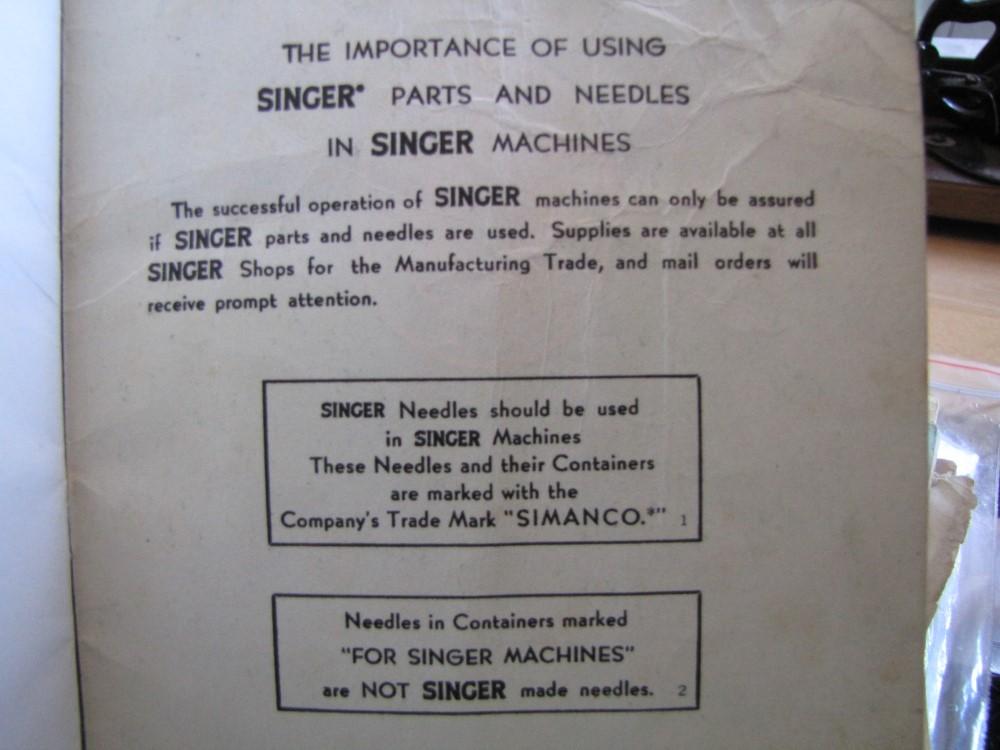 THE IMPORTANCE OF USING
SINGER* PARTS AND NEEDLES
IN SINGER MACHINES
The successful operation of SINGER machines can only be assured
if SINGER parts and needles are used. Supplies are available at all
SINGER Shops for the Manufacturing Trade, and mail orders will
receive prompt attention.
SINGER Needles should be used
in SINGER Machines
These Needles and their Containers
are marked with the
Company's Trade Mark "SIMANCO.*" 1
Needles in Containers marked
"FOR SINGER MACHINES"
are NOT SINGER made needles. 2